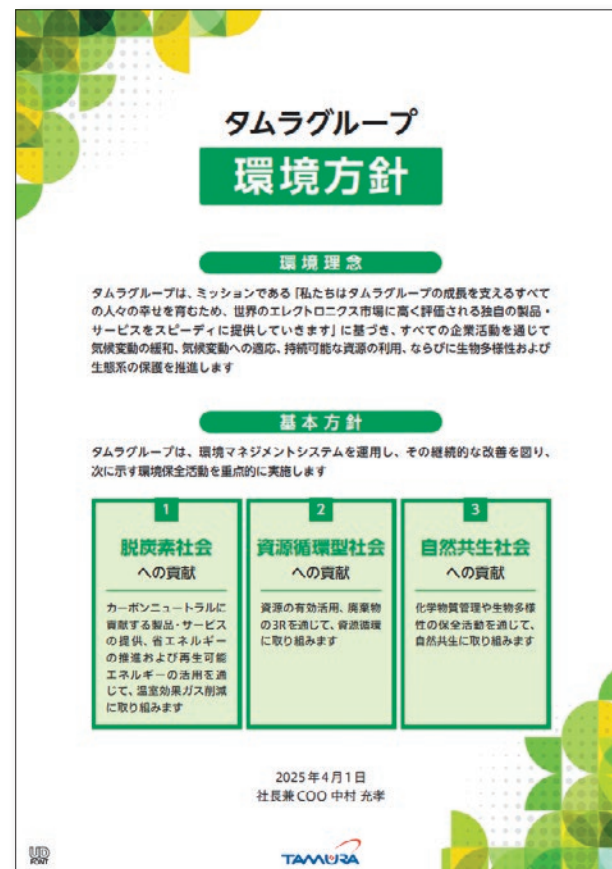 タムラグループ
環境方針
環境理念
タムラグループは、ミッションである「私たちはタムラグループの成長を支えるすべて
の人々の幸せを育むため、世界のエレクトロニクス市場に高く評価される独自の製品・
サービスをスピーディに提供していきます」に基づき、すべての企業活動を通じて
気候変動の緩和、気候変動への適応、持続可能な資源の利用、ならびに生物多様性および
生態系の保護を推進します
基本方針
タムラグループは、環境マネジメントシステムを運用し、その継続的な改善を図り、
次に示す環境保全活動を重点的に実施します
1
脱炭素社会
への貢献
カーボンニュートラルに
貢献する製品・サービス
の提供、省エネルギー
の推進および再生可能
エネルギーの活用を通
じて、温室効果ガス削減
に取り組みます
2
資源循環型社会
への貢献
資源の有効活用、廃棄物
の3Rを通じて、資源循環
に取り組みます
3
自然共生社会
への貢献
化学物質管理や生物多様
性の保全活動を通じて、
自然共生に取り組みます
2025年4月1日
社長兼COO 中村 充孝
UD
FONT
TAMURA